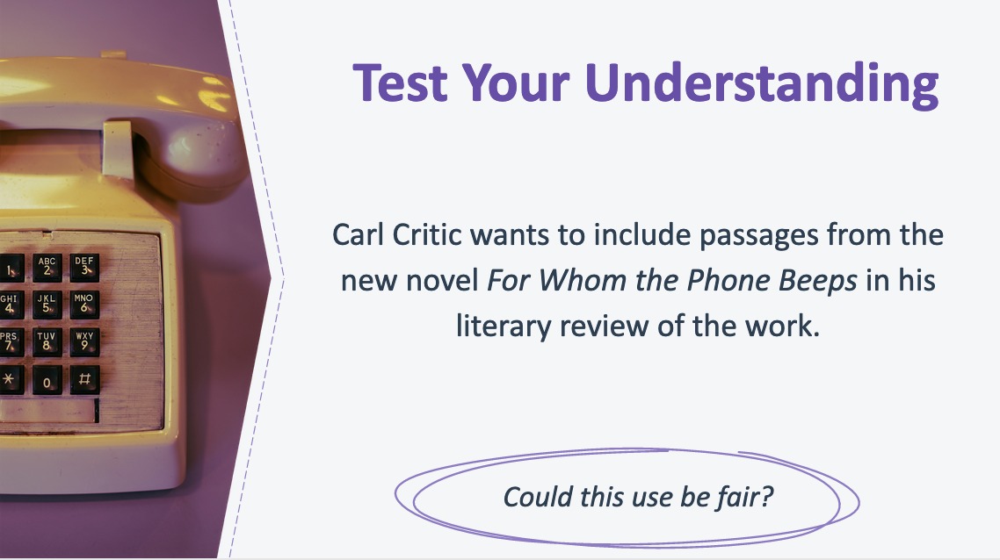 Test Your Understanding
Carl Critic wants to include passages from the
new novel For Whom the Phone Beeps in his
literary review of the work.
Could this use be fair?
1 ABC 2 DEF 3
GHI 4 JKL 5 MNO 6
PRS 7 TUV 8 WXY 9
* 0 #